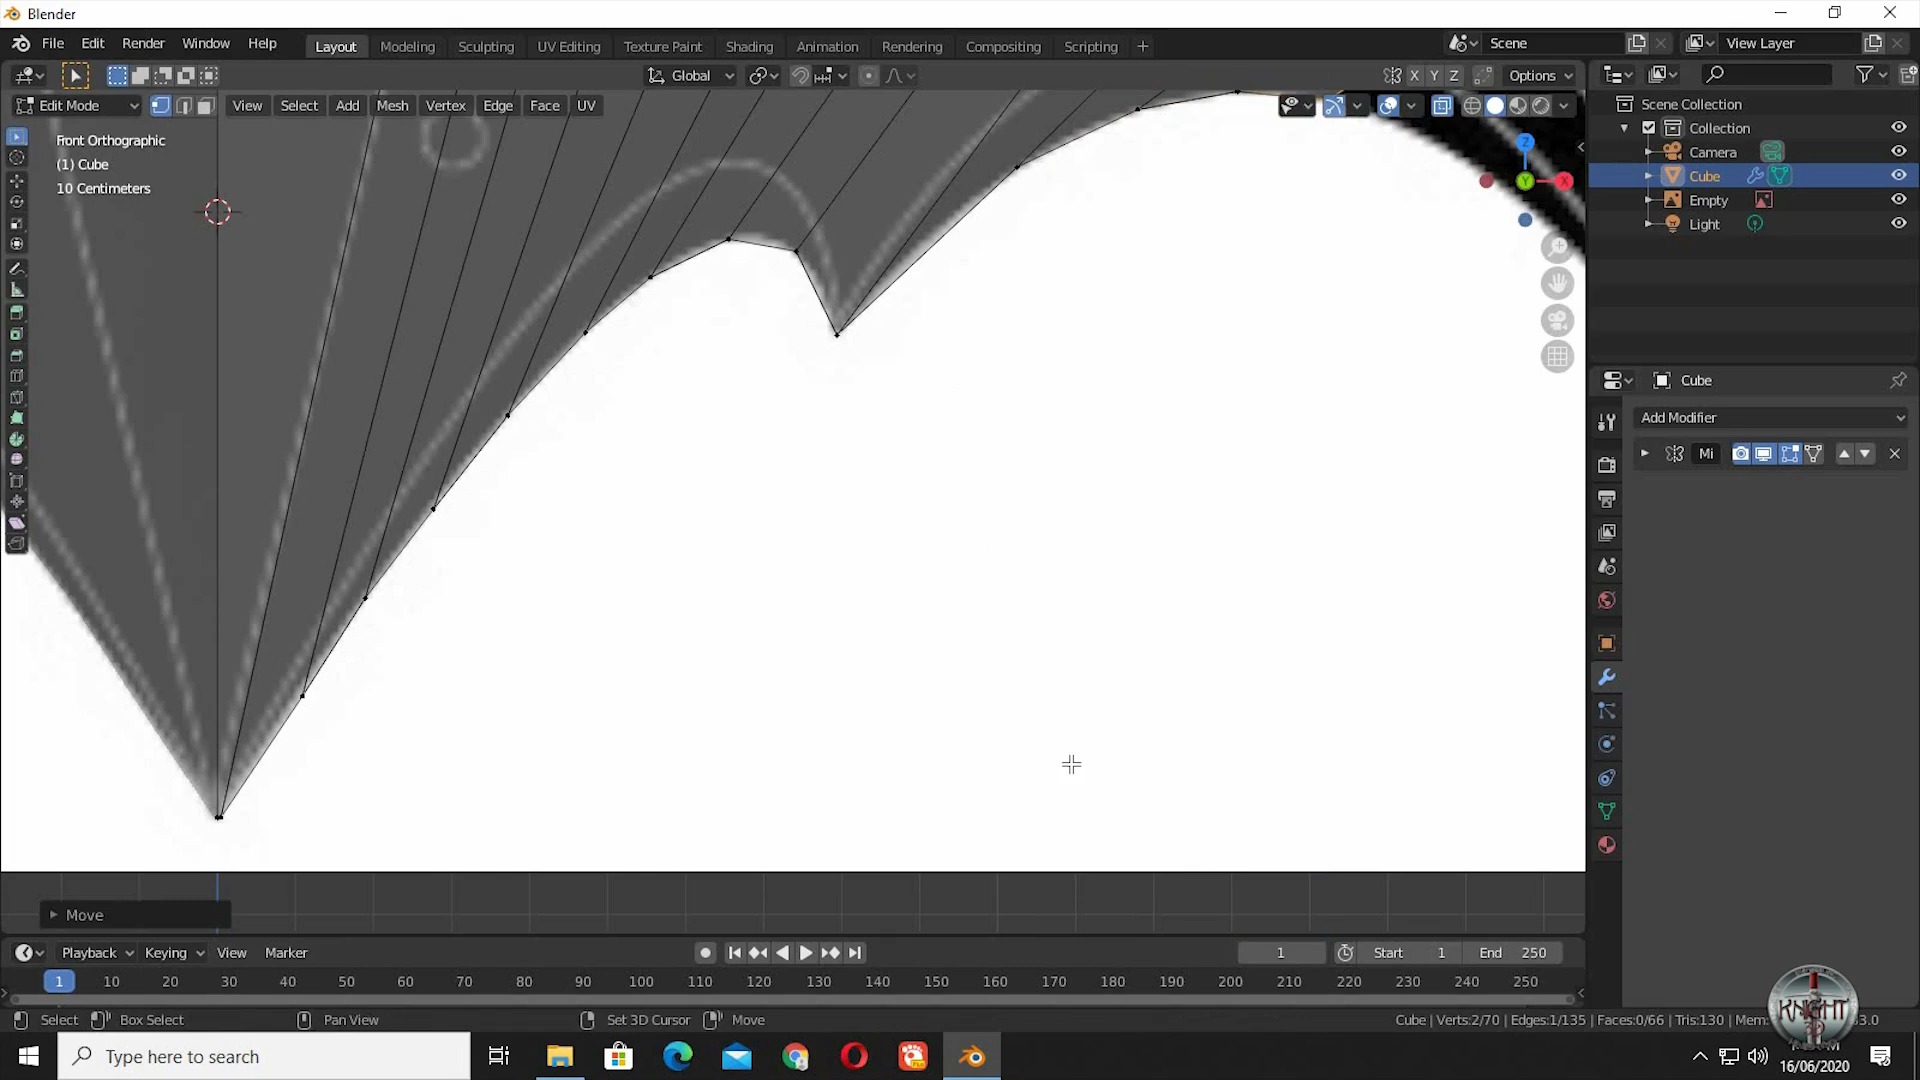 Blender
File Edit Render Window Help Layout Modeling Sculpting UV Editing Texture Paint Shading Animation Rendering Compositing Scripting + Scene View Layer
Global X Y Z Options
Edit Mode View Select Add Mesh Vertex Edge Face UV
Front Orthographic
(1) Cube
10 Centimeters
Z
Y
X
Scene Collection
Collection
Camera
Cube
Empty
Light
Cube
Add Modifier
Mi
Move
Playback Keying View Marker 1 Start 1 End 250
1 10 20 30 40 50 60 70 80 90 100 110 120 130 140 150 160 170 180 190 200 210 220 230 240 250
Select Box Select Pan View Set 3D Cursor Move Cube | Verts:2/70 | Edges:1/135 | Faces:0/66 | Tris:130 | Mem:
KNIGHT
Type here to search
16/06/2020